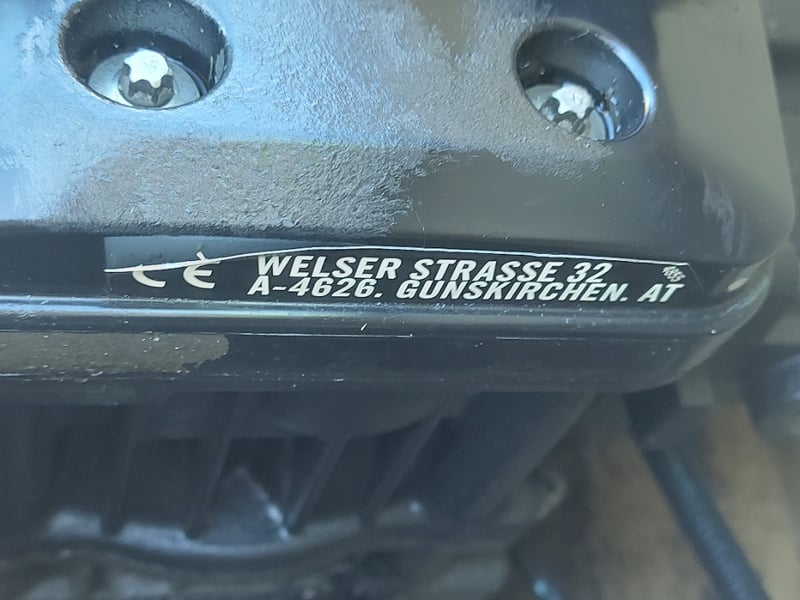 CE WELSER STRASSE 32
A-4626. GUNSKIRCHEN. AT